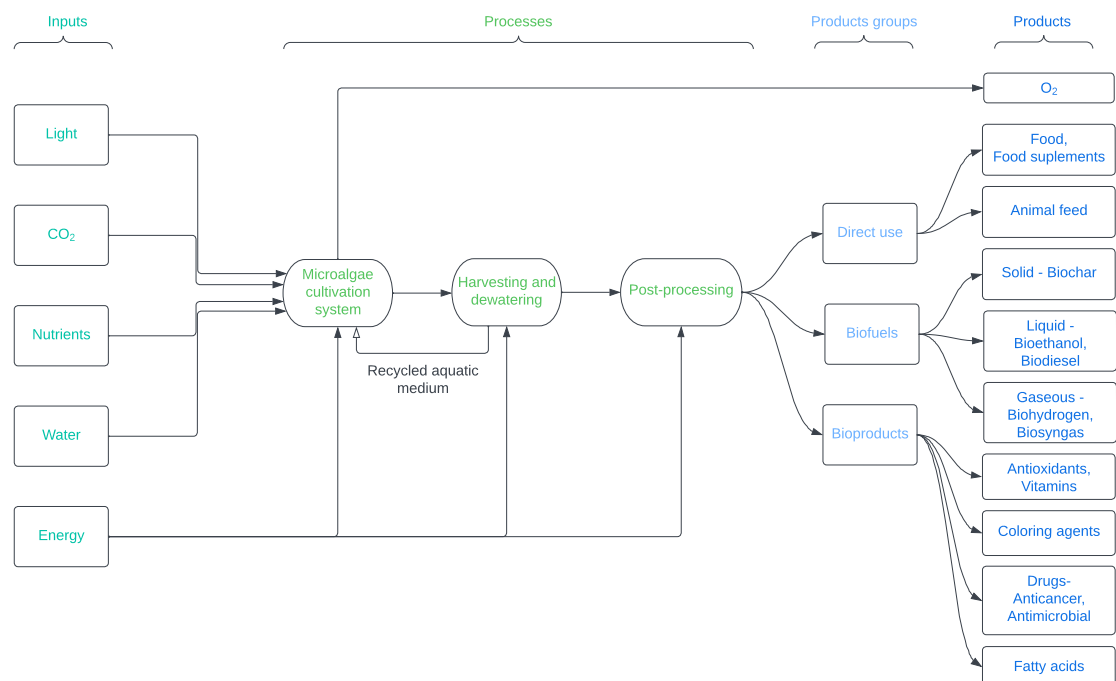 Inputs
Processes
Products groups
Products
Light
CO₂
Nutrients
Water
Energy
Microalgae
cultivation
system
Harvesting and
dewatering
Post-processing
Recycled aquatic
medium
Direct use
Biofuels
Bioproducts
O₂
Food,
Food suplements
Animal feed
Solid - Biochar
Liquid -
Bioethanol,
Biodiesel
Gaseous -
Biohydrogen,
Biosyngas
Antioxidants,
Vitamins
Coloring agents
Drugs-
Anticancer,
Antimicrobial
Fatty acids